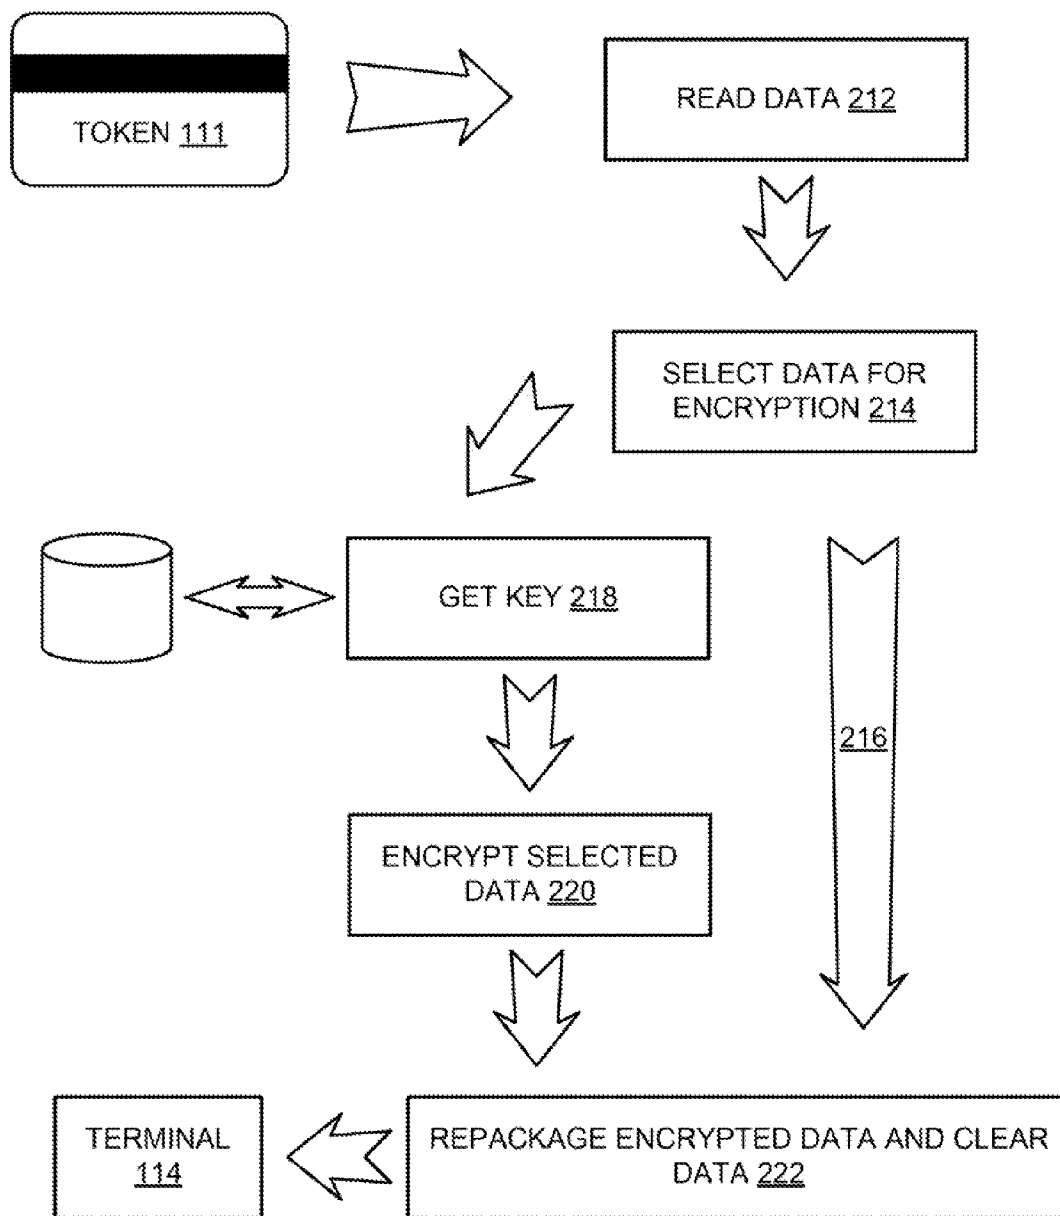 TOKEN 111
READ DATA 212
SELECT DATA FOR
ENCRYPTION 214
GET KEY 218
216
ENCRYPT SELECTED
DATA 220
TERMINAL
114
REPACKAGE ENCRYPTED DATA AND CLEAR
DATA 222